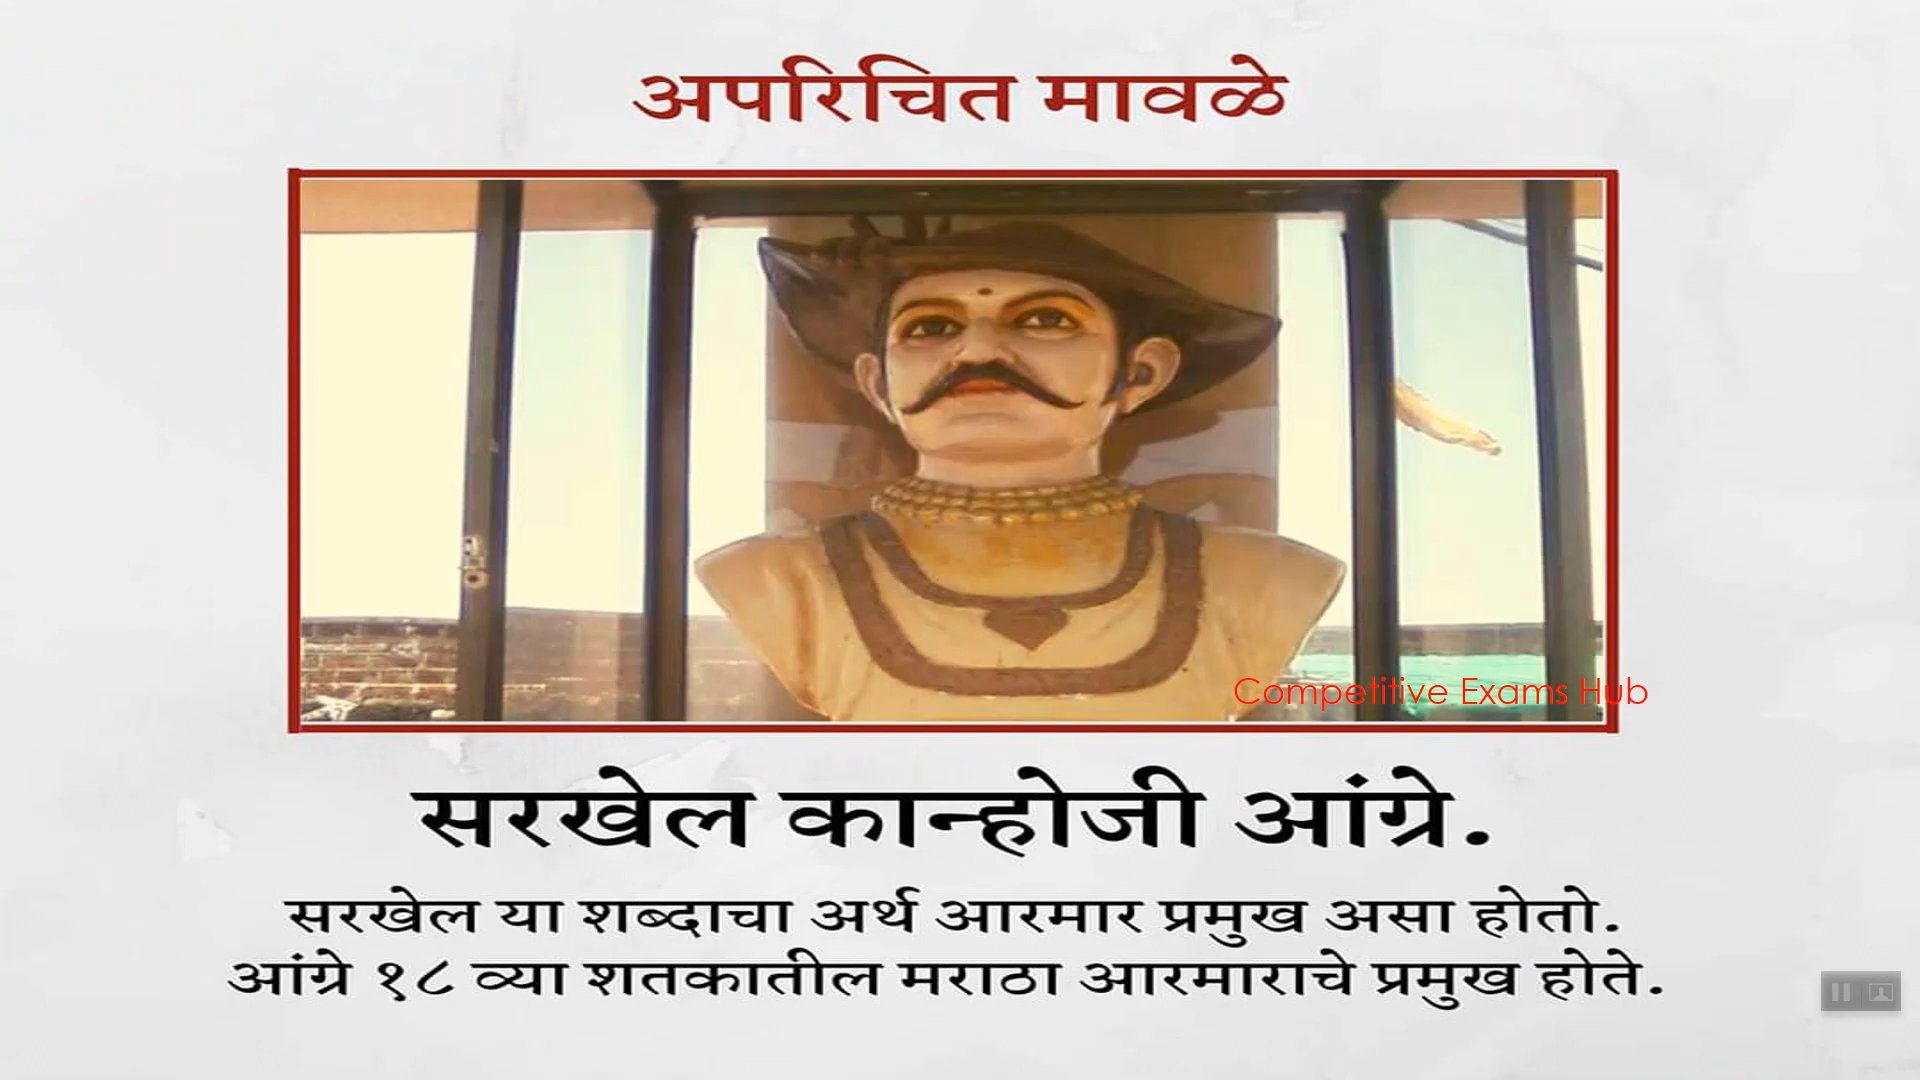 अपरिचित मावळे
Competitive Exams Hub
सरखेल कान्होजी आंग्रे.
सरखेल या शब्दाचा अर्थ आरमार प्रमुख असा होतो.
आंग्रे १८ व्या शतकातील मराठा आरमाराचे प्रमुख होते.